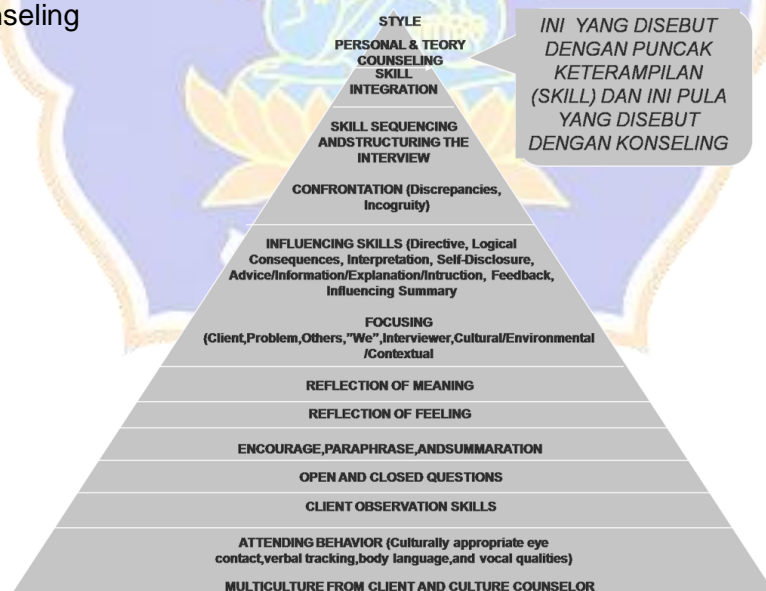 nseling
STYLE
PERSONAL & TEORY
COUNSELING
SKILL
INTEGRATION
INI YANG DISEBUT
DENGAN PUNCAK
KETERAMPILAN
(SKILL) DAN INI PULA
YANG DISEBUT
DENGAN KONSELING
SKILL SEQUENCING
ANDSTRUCTURING THE
INTERVIEW
CONFRONTATION (Discrepancies,
Incogruity)
INFLUENCING SKILLS (Directive, Logical
Consequences, Interpretation, Self-Disclosure,
Advice/Information/Explanation/Intruction, Feedback,
Influencing Summary
FOCUSING
(Client,Problem,Others,"We",Interviewer,Cultural/Environmental
/Contextual
REFLECTION OF MEANING
REFLECTION OF FEELING
ENCOURAGE,PARAPHRASE,ANDSUMMARATION
OPEN AND CLOSED QUESTIONS
CLIENT OBSERVATION SKILLS
ATTENDING BEHAVIOR (Culturally appropriate eye
contact,verbal tracking,body language,and vocal qualities)
MULTICULTURE FROM CLIENT AND CULTURE COUNSELOR